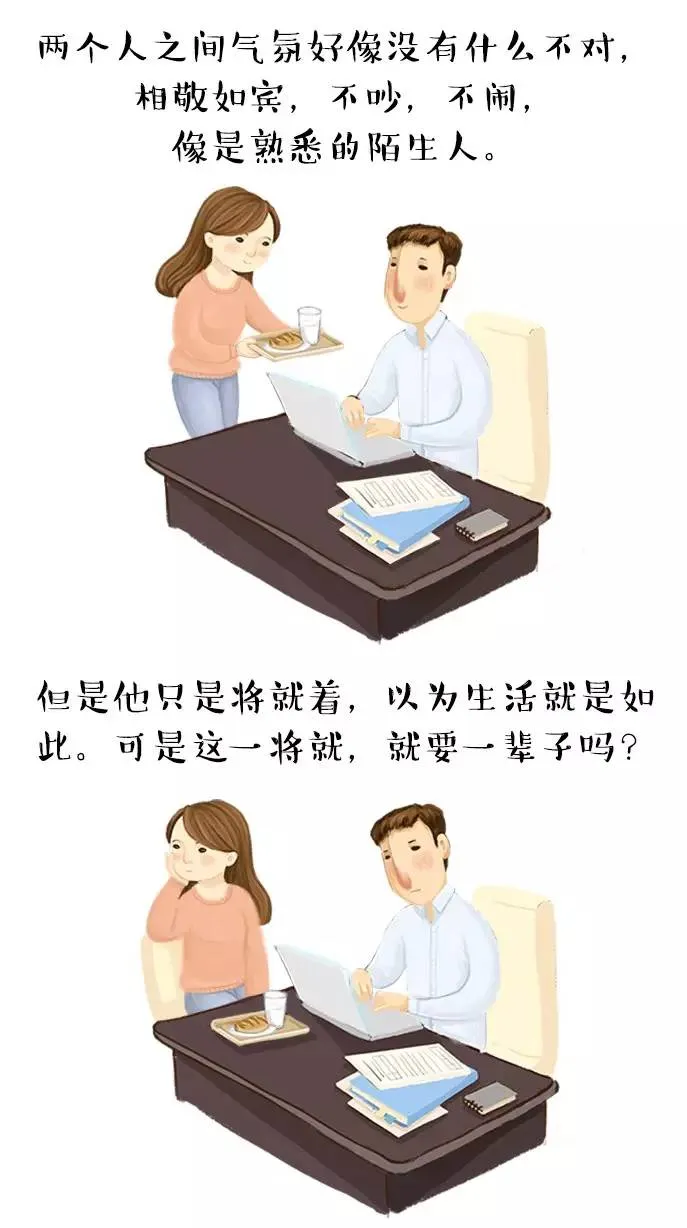 两个人之间气氛好像没有什么不对，
相敬如宾，不吵，不闹，
像是熟悉的陌生人。
但是他只是将就着，以为生活就是如
此。可是这一将就，就要一辈子吗？